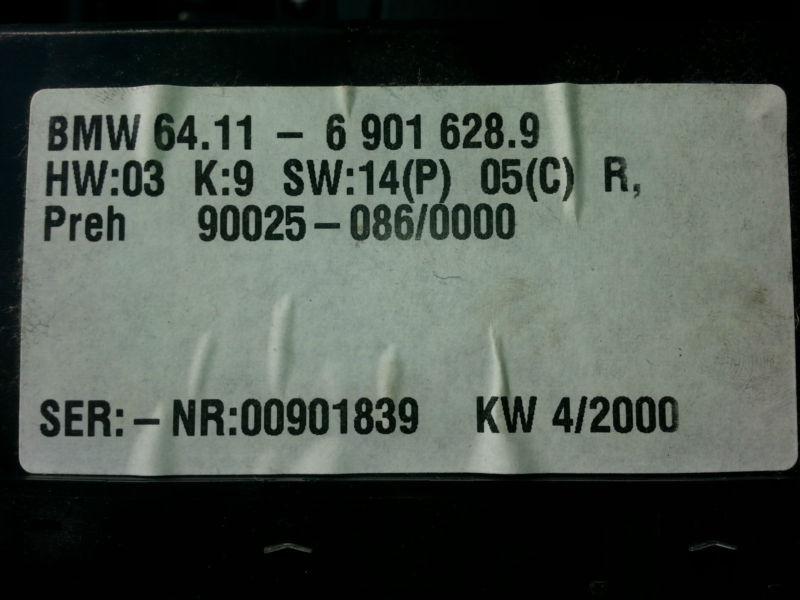 BMW 64.11 – 6 901 628.9
HW:03 K:9 SW:14(P) 05(C) R,
Preh 90025–086/0000
SER:–NR:00901839 KW 4/2000